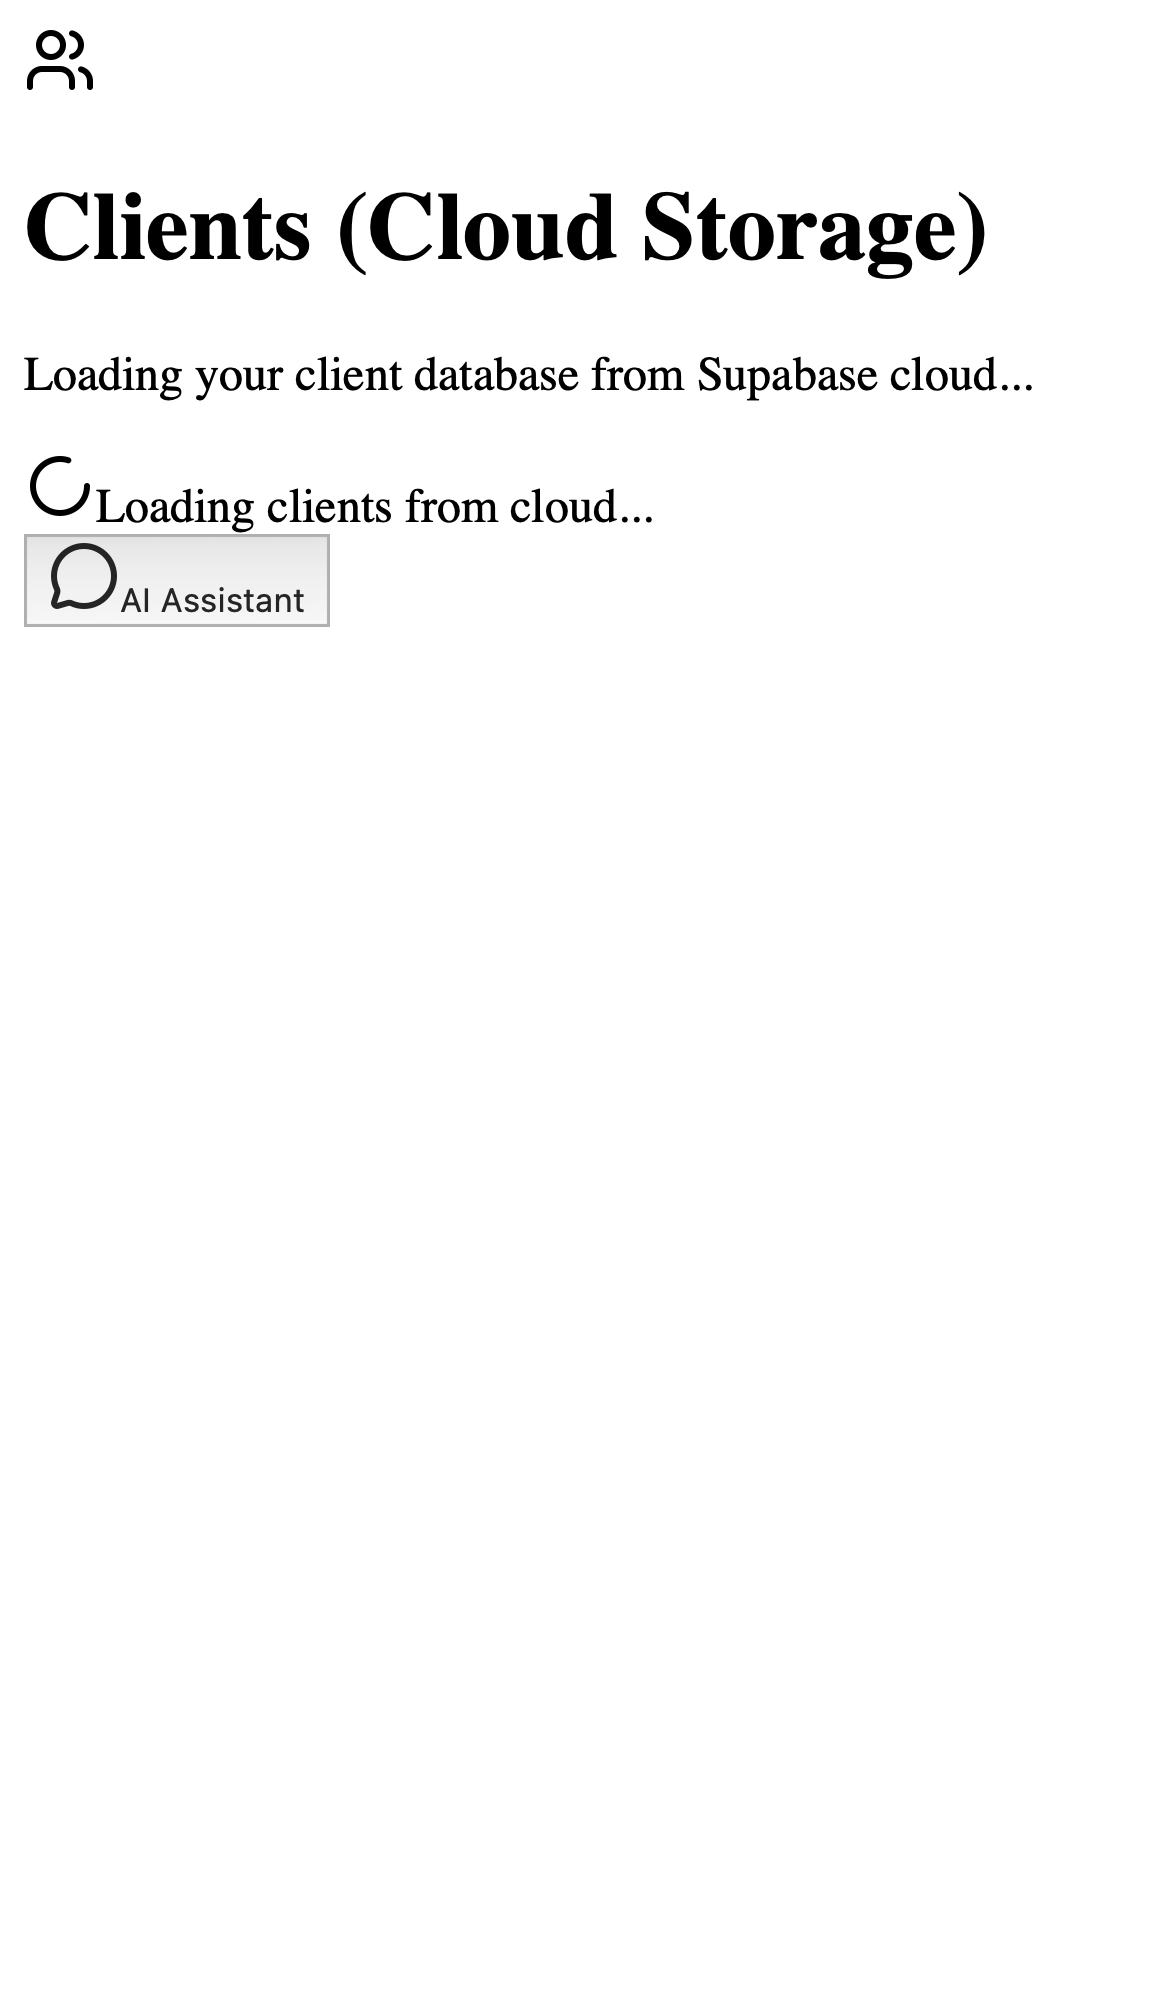 Clients (Cloud Storage)
Loading your client database from Supabase cloud...
Loading clients from cloud...
AI Assistant